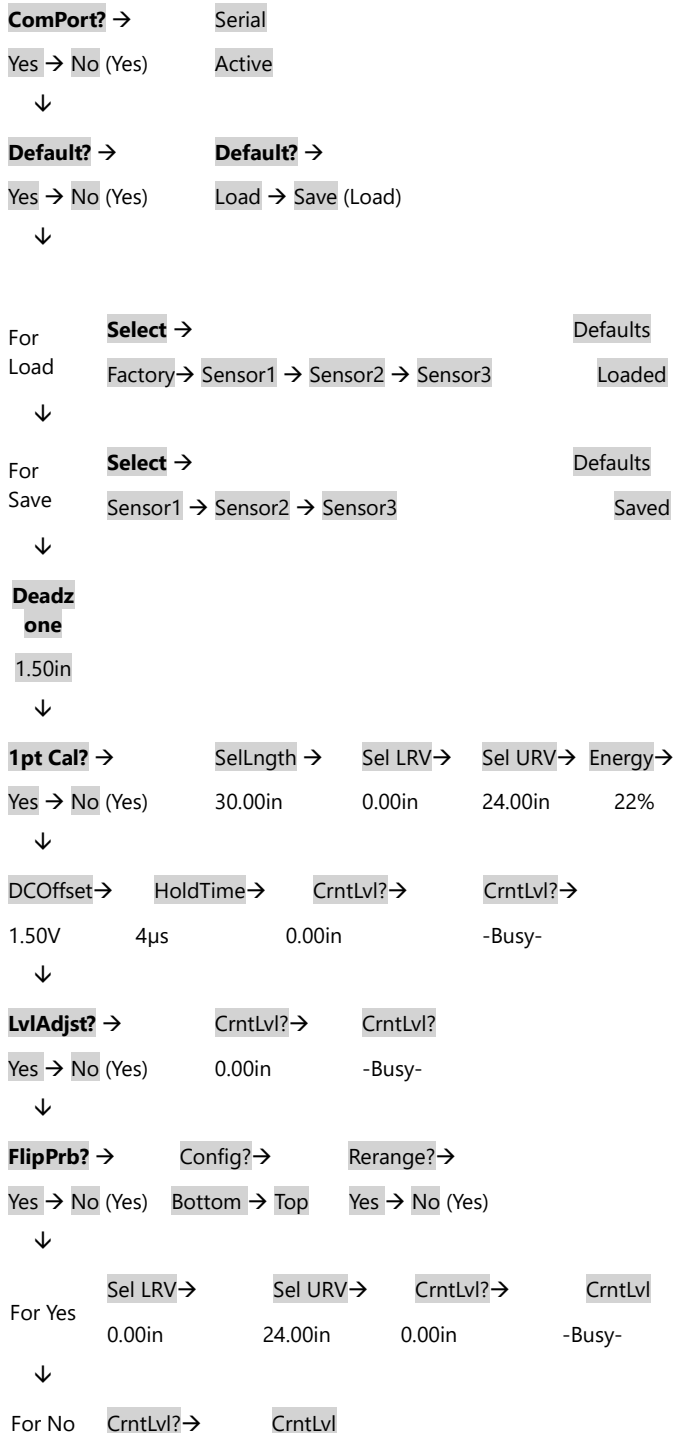 ComPort? → Serial
Yes → No (Yes) Active
↓
Default? → Default? →
Yes → No (Yes) Load → Save (Load)
↓
For Load Select → Defaults
Factory→ Sensor1 → Sensor2 → Sensor3 Loaded
↓
For Save Select → Defaults
Sensor1 → Sensor2 → Sensor3 Saved
↓
Deadz
one
1.50in
↓
1pt Cal? → SelLngth → Sel LRV→ Sel URV→ Energy→
Yes → No (Yes) 30.00in 0.00in 24.00in 22%
↓
DCOffset→ HoldTime→ CrntLvl?→ CrntLvl?→
1.50V 4µs 0.00in -Busy-
↓
LvlAdjst? → CrntLvl?→ CrntLvl?
Yes → No (Yes) 0.00in -Busy-
↓
FlipPrb? → Config?→ Rerange?→
Yes → No (Yes) Bottom → Top Yes → No (Yes)
↓
For Yes Sel LRV→ Sel URV→ CrntLvl?→ CrntLvl
0.00in 24.00in 0.00in -Busy-
↓
For No CrntLvl?→ CrntLvl